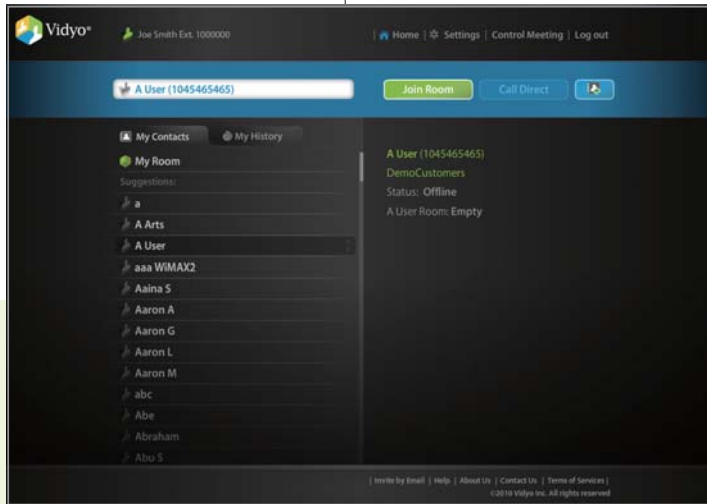 Vidyo®
Joe Smith Ext. 1000000
| Home | Settings | Control Meeting | Log out
A User (1045465465)
Join Room
Call Direct
My Contacts
My History
My Room
Suggestions:
a
A Arts
A User
aaa WiMAX2
Aaina S
Aaron A
Aaron G
Aaron L
Aaron M
abc
Abe
Abraham
Abu S
A User (1045465465)
DemoCustomers
Status: Offline
A User Room: Empty
| Invite by Email | Help | About Us | Contact Us | Terms of Services |
©2010 Vidyo Inc. All rights reserved